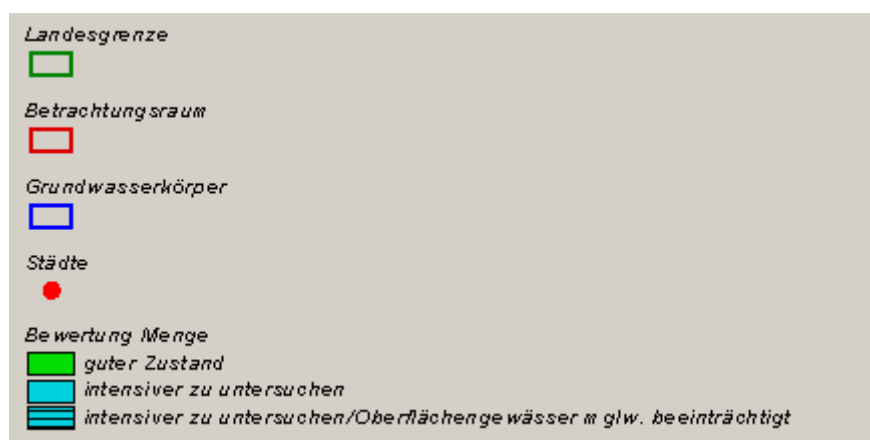 Landesgrenze
Betrachtungsraum
Grundwasserkörper
Städte
Bewertung Menge
guter Zustand
intensiver zu untersuchen
intensiver zu untersuchen/Oberflächengewässer mglw. beeinträchtigt